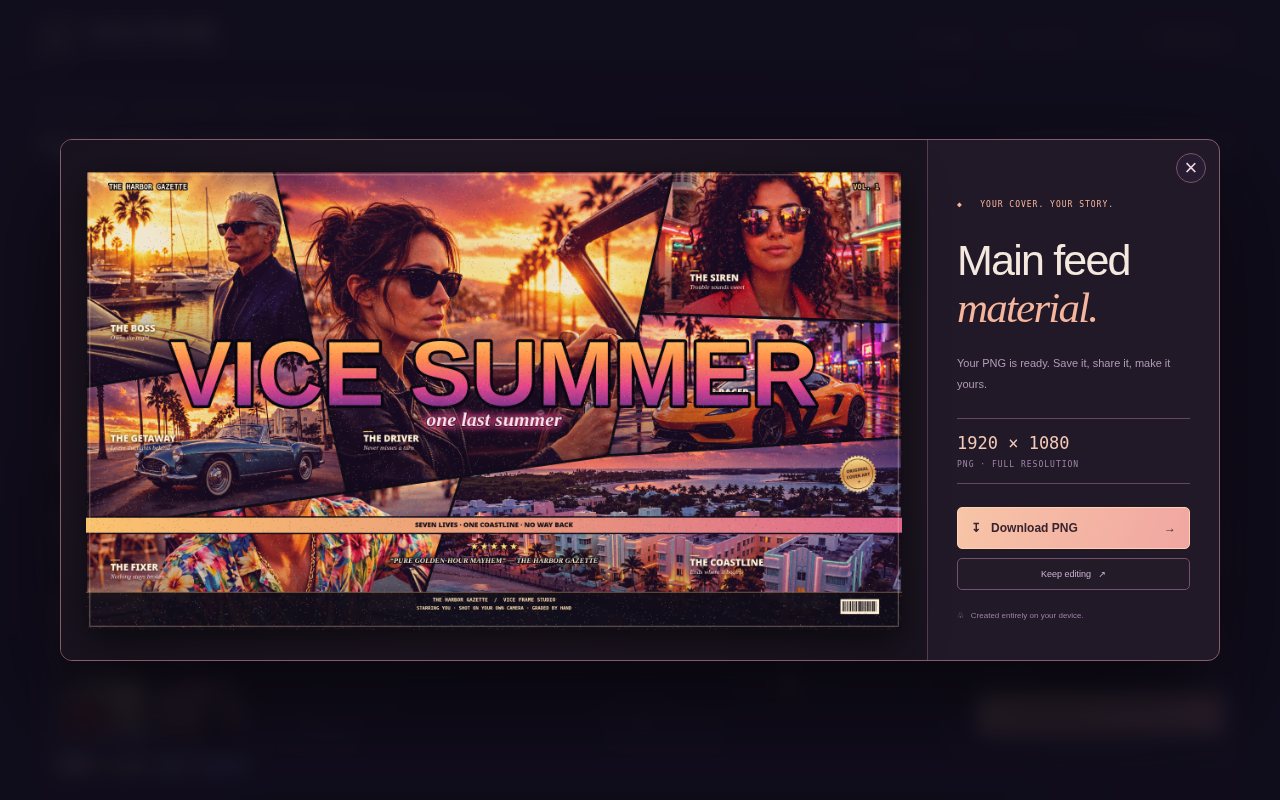 THE HARBOR GAZETTE
VOL. 1
THE SIREN
Trouble sounds sweet
THE BOSS
Owns the night
VICE SUMMER
RACER
one last summer
THE GETAWAY
THE DRIVER
Never misses a turn
ORIGINAL
COVER ART
SEVEN LIVES · ONE COASTLINE · NO WAY BACK
★★★★★
“PURE GOLDEN-HOUR MAYHEM” — THE HARBOR GAZETTE
THE FIXER
Nothing stays broken
THE COASTLINE
Ends where it began
THE HARBOR GAZETTE / VICE FRAME STUDIO
STARRING YOU · SHOT ON YOUR OWN CAMERA · GRADED BY HAND
YOUR COVER. YOUR STORY.
Main feed
material.
Your PNG is ready. Save it, share it, make it
yours.
1920 × 1080
PNG · FULL RESOLUTION
Download PNG →
Keep editing ↗
Created entirely on your device.